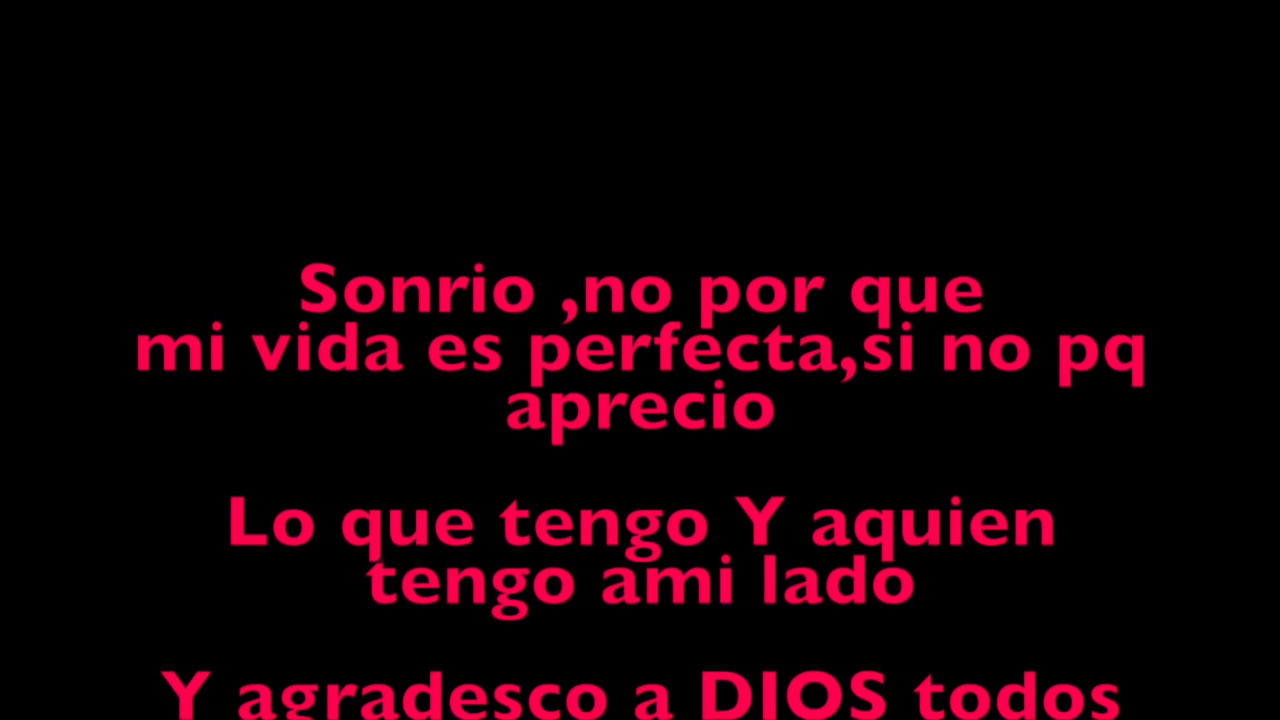 Sonrio ,no por que
mi vida es perfecta,si no pq
aprecio
Lo que tengo Y aquien
tengo ami lado
Y agradesco a DIOS todos